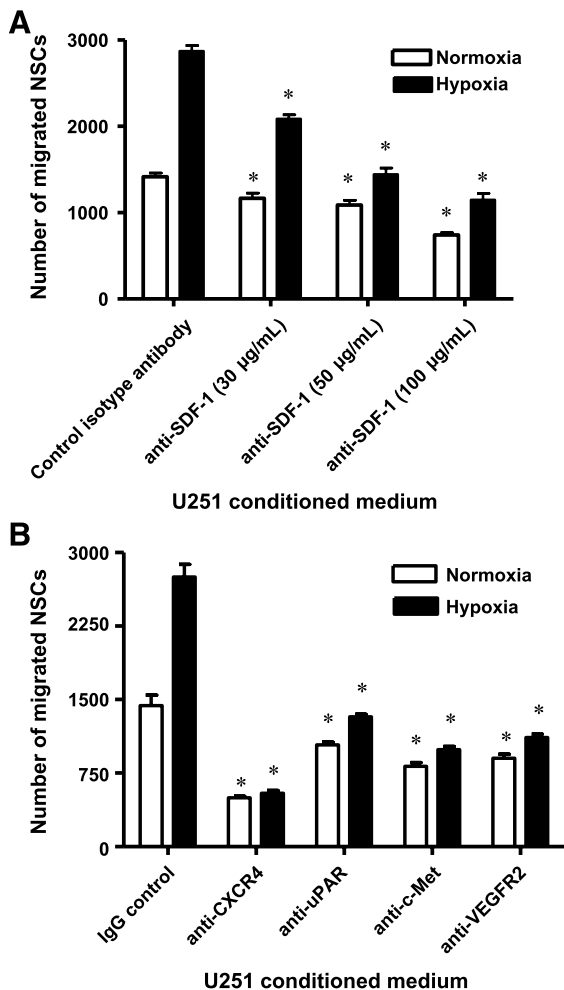 A
Number of migrated NSCs
3000
2000
1000
0
Normoxia
Hypoxia
* * * * * *
Control isotype antibody
anti-SDF-1 (30 µg/mL)
anti-SDF-1 (50 µg/mL)
anti-SDF-1 (100 µg/mL)
U251 conditioned medium
B
Number of migrated NSCs
3000
2250
1500
750
0
Normoxia
Hypoxia
* * * * * * * *
IgG control
anti-CXCR4
anti-uPAR
anti-c-Met
anti-VEGFR2
U251 conditioned medium